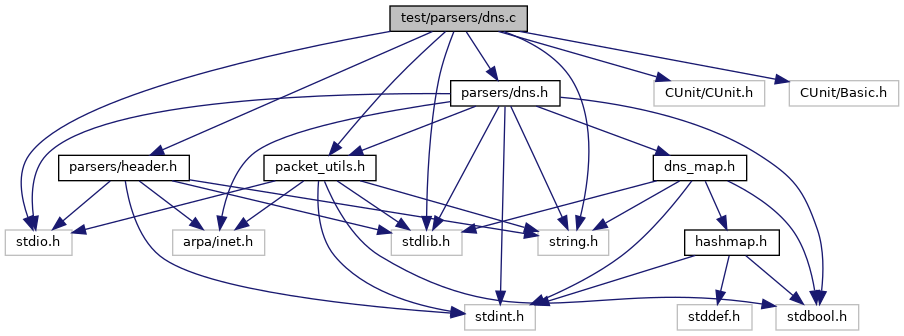 test/parsers/dns.c
parsers/dns.h
CUnit/CUnit.h
CUnit/Basic.h
parsers/header.h
packet_utils.h
dns_map.h
stdio.h
arpa/inet.h
stdlib.h
string.h
hashmap.h
stdint.h
stddef.h
stdbool.h